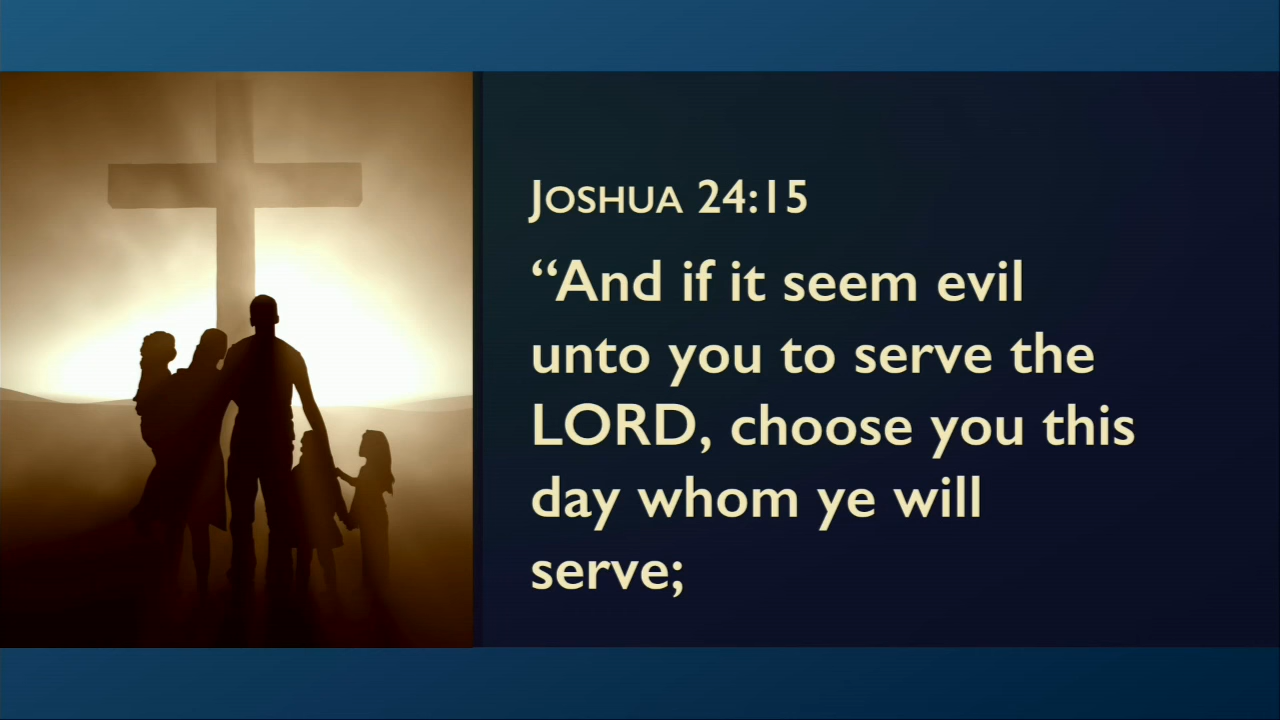 JOSHUA 24:15
“And if it seem evil
unto you to serve the
LORD, choose you this
day whom ye will
serve;